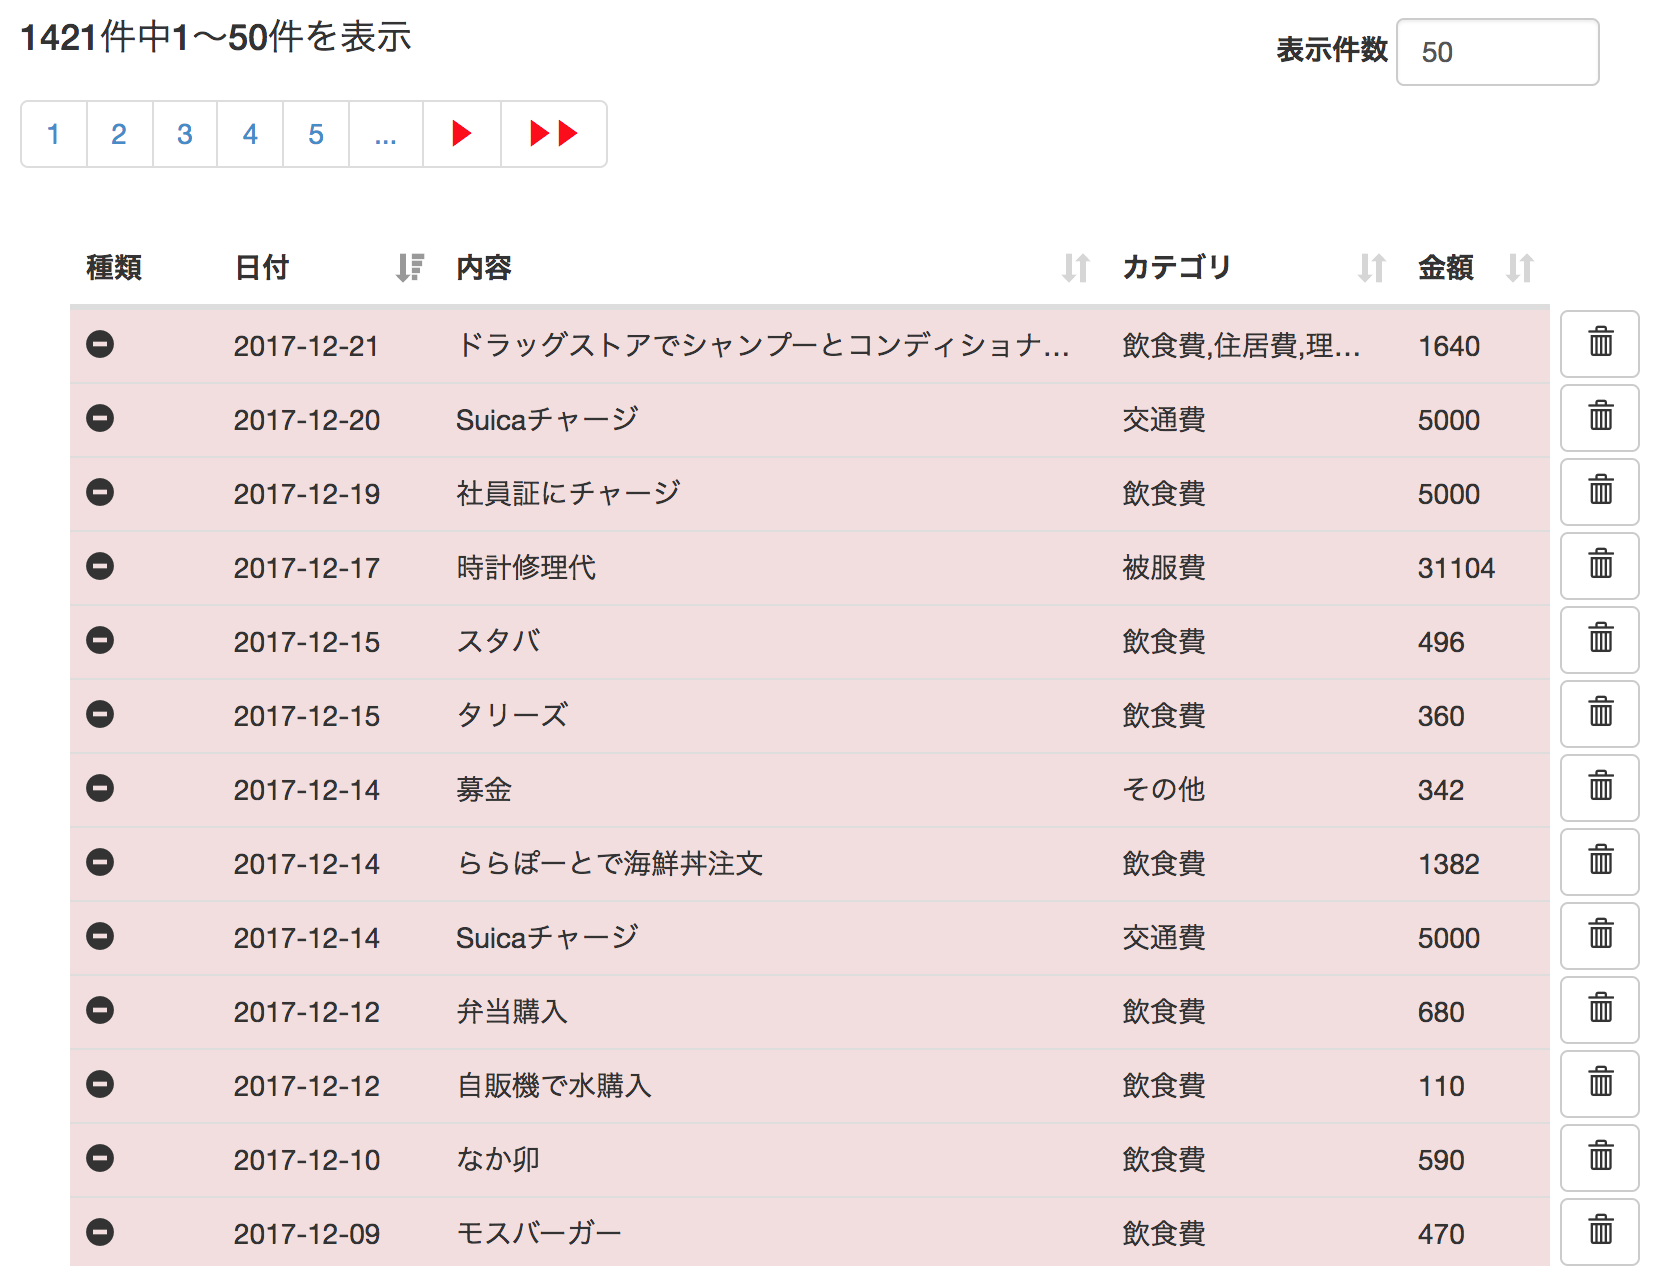 1421件中1〜50件を表示
表示件数 50
1 2 3 4 5 ...
種類 日付 内容 カテゴリ 金額
2017-12-21 ドラッグストアでシャンプーとコンディショナ... 飲食費,住居費,理... 1640
2017-12-20 Suicaチャージ 交通費 5000
2017-12-19 社員証にチャージ 飲食費 5000
2017-12-17 時計修理代 被服費 31104
2017-12-15 スタバ 飲食費 496
2017-12-15 タリーズ 飲食費 360
2017-12-14 募金 その他 342
2017-12-14 ららぽーとで海鮮丼注文 飲食費 1382
2017-12-14 Suicaチャージ 交通費 5000
2017-12-12 弁当購入 飲食費 680
2017-12-12 自販機で水購入 飲食費 110
2017-12-10 なか卯 飲食費 590
2017-12-09 モスバーガー 飲食費 470